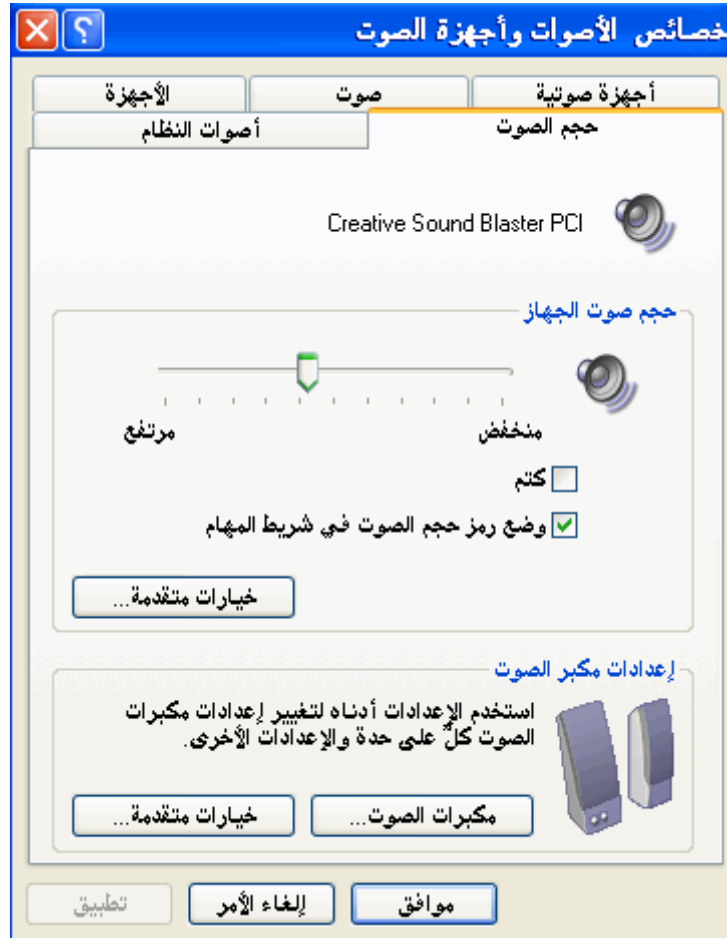 خصائص الأصوات وأجهزة الصوت
أجهزة صوتية
صوت
الأجهزة
حجم الصوت
أصوات النظام
Creative Sound Blaster PCI
حجم صوت الجهاز
منخفض
مرتفع
كتم
وضع رمز حجم الصوت في شريط المهام
خيارات متقدمة...
إعدادات مكبر الصوت
استخدم الإعدادات أدناه لتغيير إعدادات مكبرات
الصوت كلٌ على حدة والإعدادات الأخرى.
مكبرات الصوت...
خيارات متقدمة...
موافق
إلغاء الأمر
تطبيق